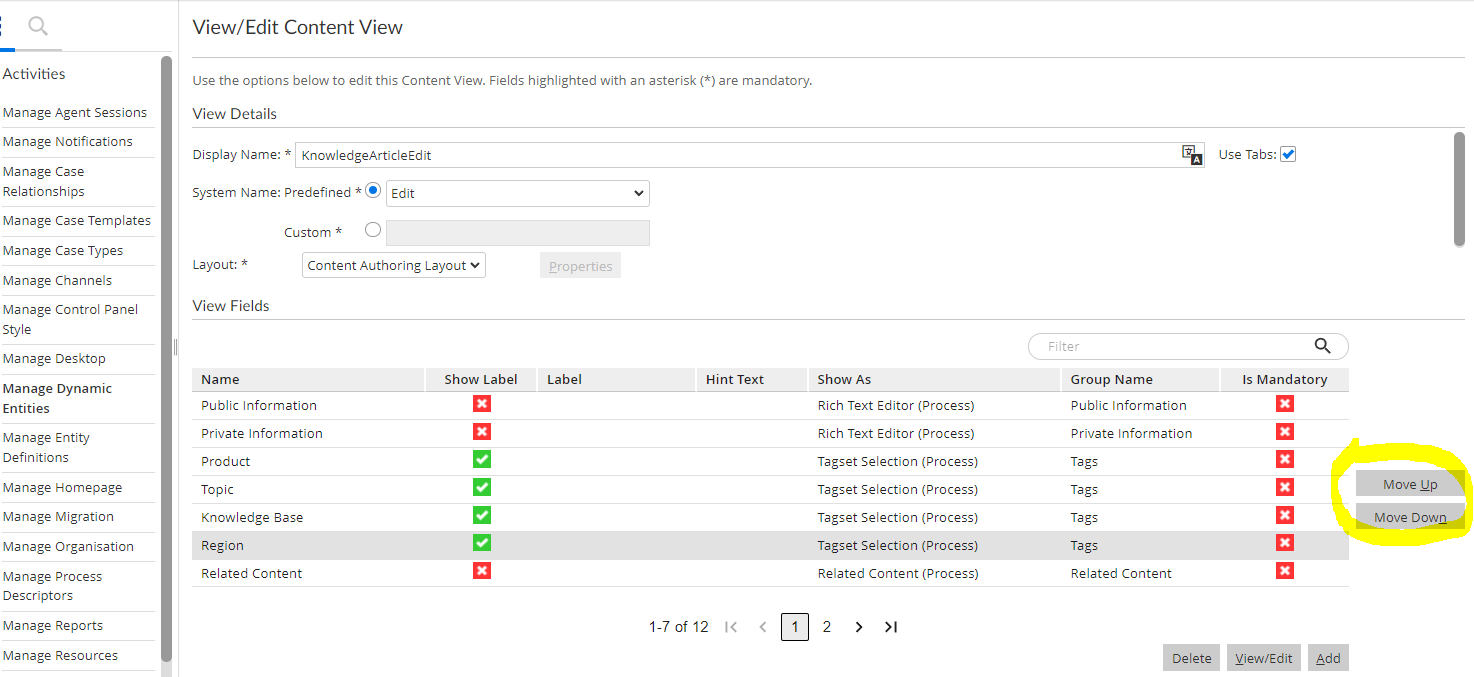 View/Edit Content View
Activities
Use the options below to edit this Content View. Fields highlighted with an asterisk (*) are mandatory.
Manage Agent Sessions
Manage Notifications
Manage Case
Relationships
Manage Case Templates
Manage Case Types
Manage Channels
Manage Control Panel
Style
Manage Desktop
Manage Dynamic
Entities
Manage Entity
Definitions
Manage Homepage
Manage Migration
Manage Organisation
Manage Process
Descriptors
Manage Reports
Manage Resources
View Details
Display Name: * KnowledgeArticleEdit Use Tabs:
System Name: Predefined * Edit
Custom *
Layout: * Content Authoring Layout Properties
View Fields
Filter
Name Show Label Label Hint Text Show As Group Name Is Mandatory
Public Information Rich Text Editor (Process) Public Information
Private Information Rich Text Editor (Process) Private Information
Product Tagset Selection (Process) Tags
Topic Tagset Selection (Process) Tags
Knowledge Base Tagset Selection (Process) Tags
Region Tagset Selection (Process) Tags
Related Content Related Content (Process) Related Content
Move Up
Move Down
1-7 of 12 1 2
Delete View/Edit Add